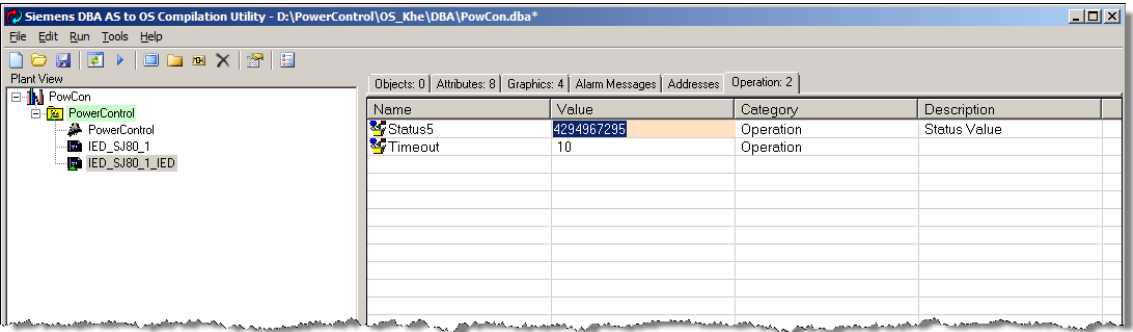 Siemens DBA AS to OS Compilation Utility - D:\PowerControl\OS_Khe\DBA\PowCon.dba*
File Edit Run Tools Help
Plant View
PowCon
PowerControl
PowerControl
IED_SJ80_1
IED_SJ80_1_IED
Objects: 0 Attributes: 8 Graphics: 4 Alarm Messages Addresses Operation: 2
Name Value Category Description
Status5 4294967295 Operation Status Value
Timeout 10 Operation